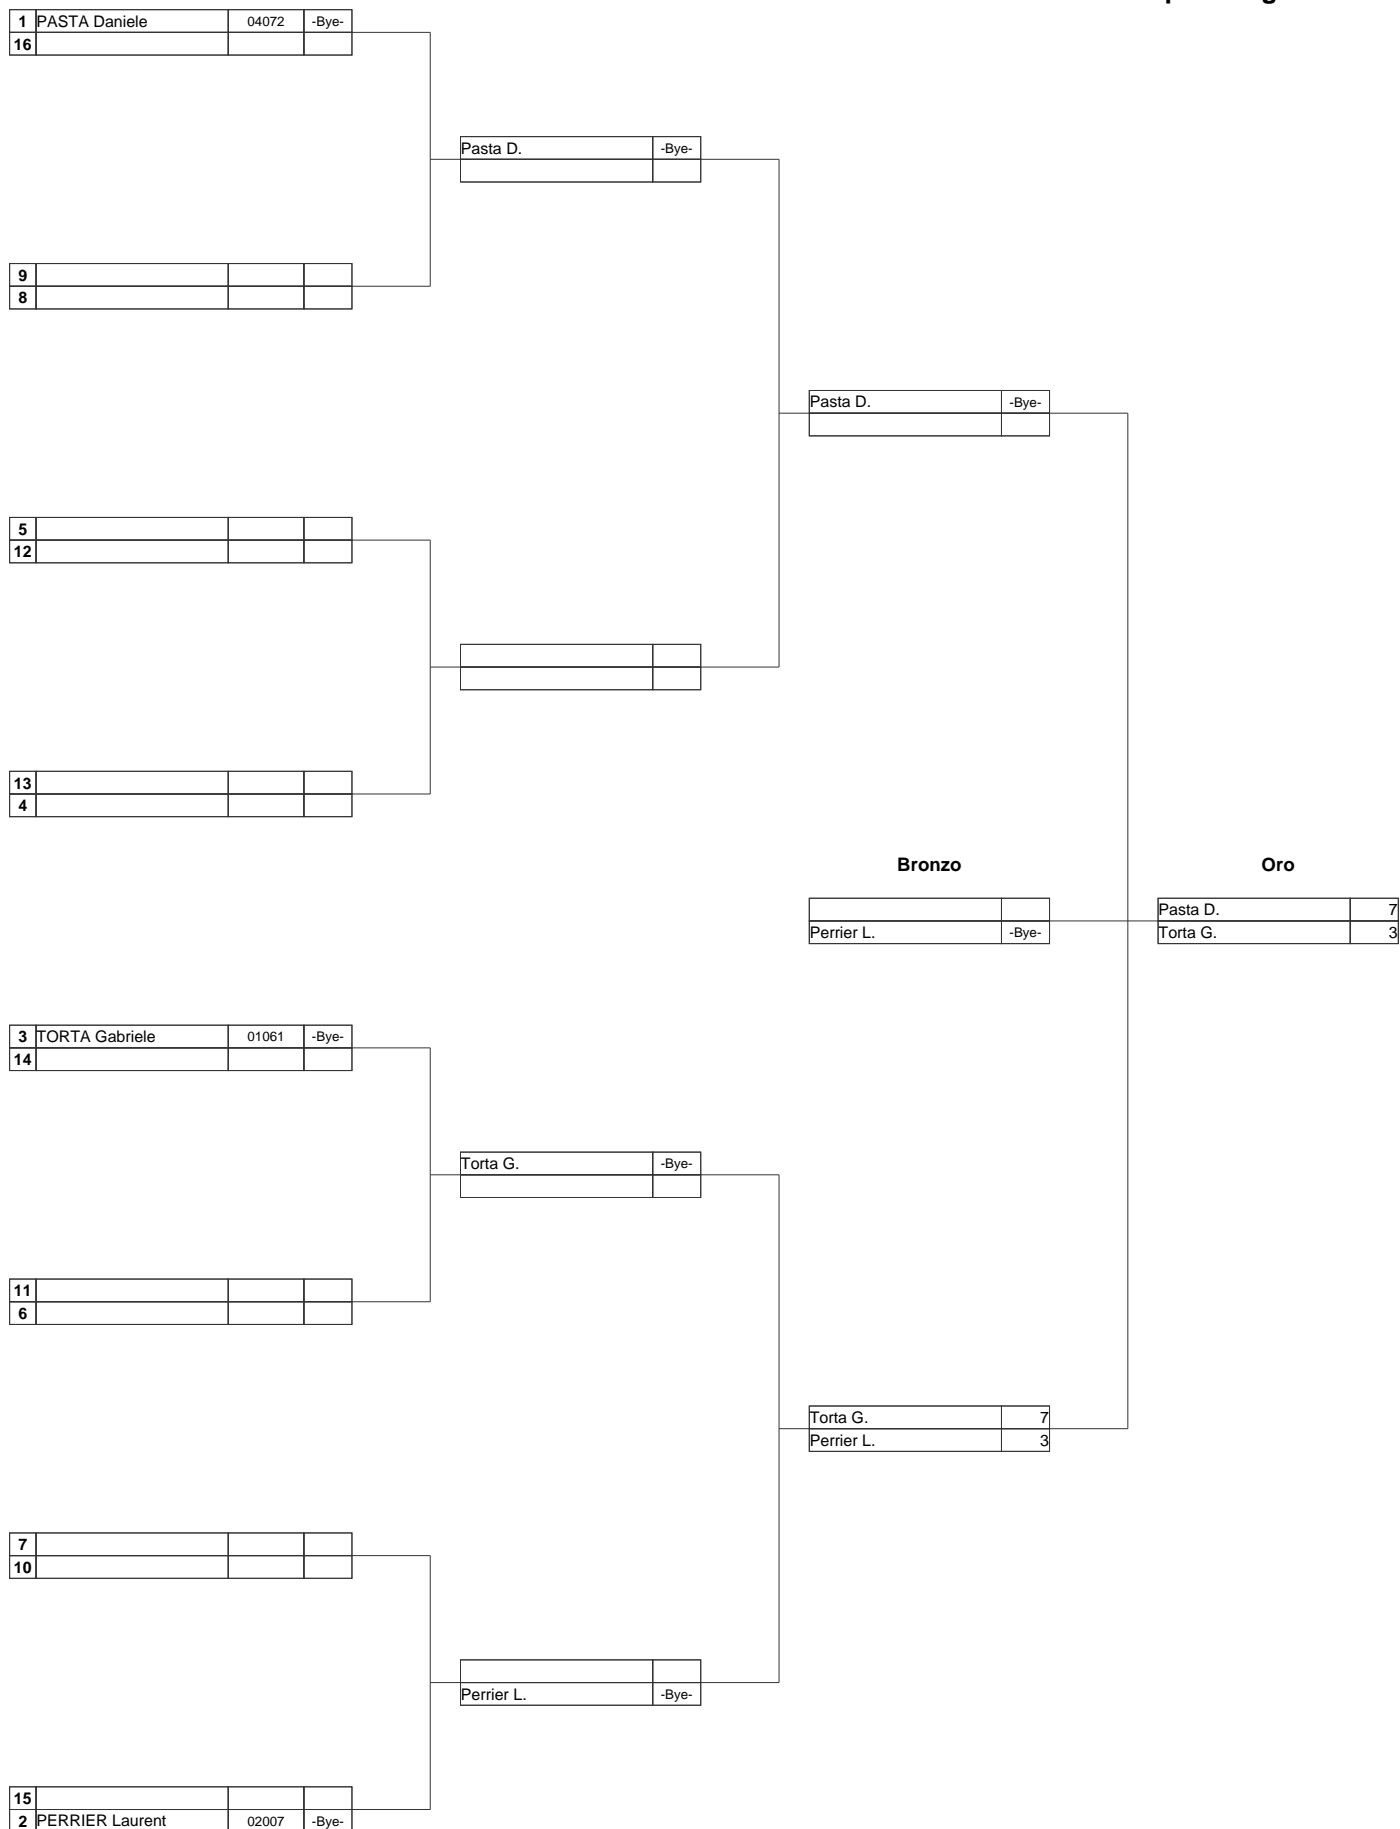 1 PASTA Daniele 04072 -Bye-
16
Pasta D. -Bye-
9
8
Pasta D. -Bye-
5
12
13
4
Bronzo Oro
Pasta D. 7
Perrier L. -Bye- Torta G. 3
3 TORTA Gabriele 01061 -Bye-
14
Torta G. -Bye-
11
6
Torta G. 7
Perrier L. 3
7
10
Perrier L. -Bye-
15
2 PERRIER Laurent 02007 -Bye-